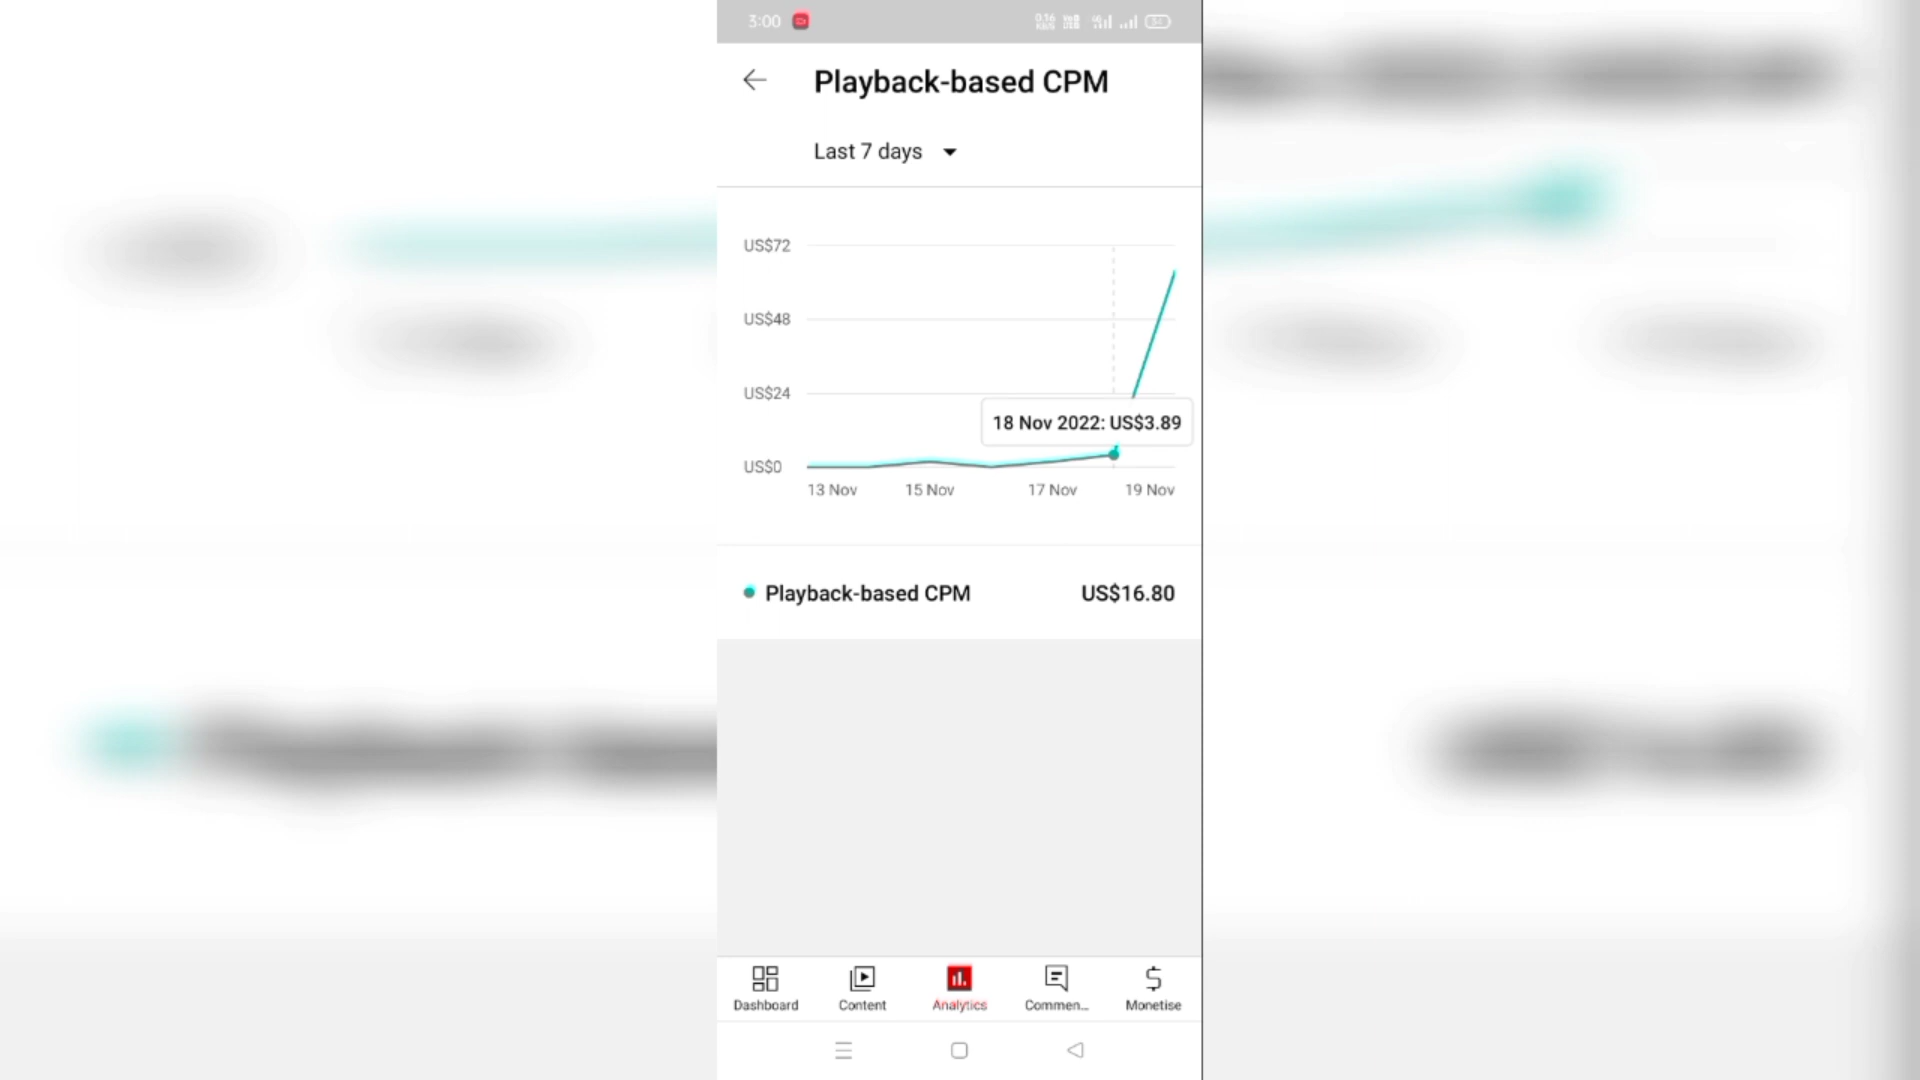 3:00
Playback-based CPM
Last 7 days
US$72
US$48
US$24
18 Nov 2022: US$3.89
US$0
13 Nov 15 Nov 17 Nov 19 Nov
Playback-based CPM US$16.80
Dashboard Content Analytics Commen... Monetise